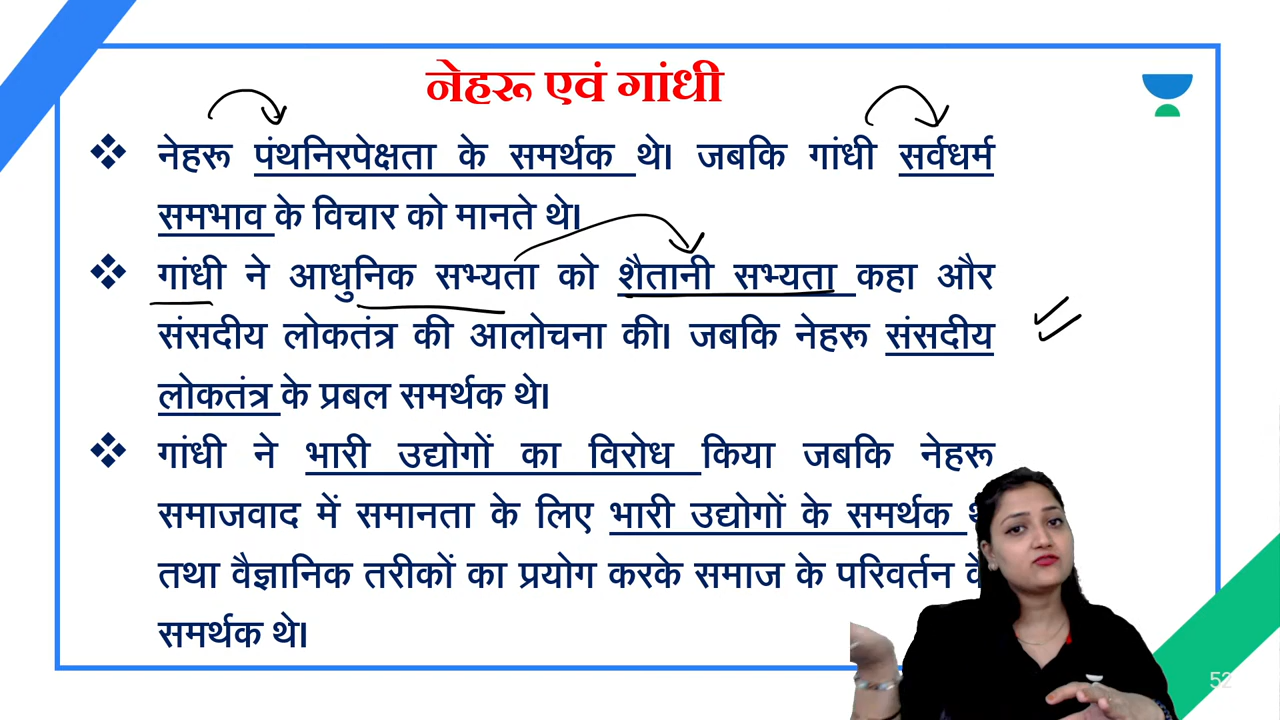 नेहरू एवं गांधी
नेहरू पंथनिरपेक्षता के समर्थक थे। जबकि गांधी सर्वधर्म
समभाव के विचार को मानते थे।
गांधी ने आधुनिक सभ्यता को शैतानी सभ्यता कहा और
संसदीय लोकतंत्र की आलोचना की। जबकि नेहरू संसदीय
लोकतंत्र के प्रबल समर्थक थे।
गांधी ने भारी उद्योगों का विरोध किया जबकि नेहरू
समाजवाद में समानता के लिए भारी उद्योगों के समर्थक
तथा वैज्ञानिक तरीकों का प्रयोग करके समाज के परिवर्तन
समर्थक थे।
52